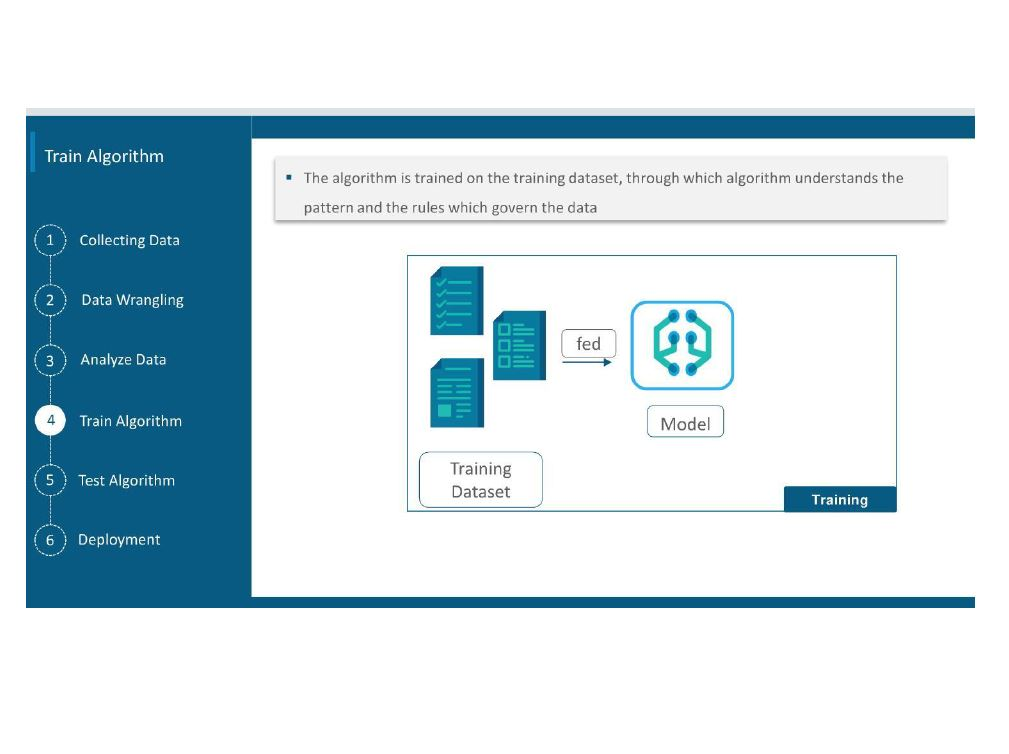 Train Algorithm
1 Collecting Data
2 Data Wrangling
3 Analyze Data
4 Train Algorithm
5 Test Algorithm
6 Deployment
▪ The algorithm is trained on the training dataset, through which algorithm understands the
pattern and the rules which govern the data
fed
Model
Training
Dataset
Training